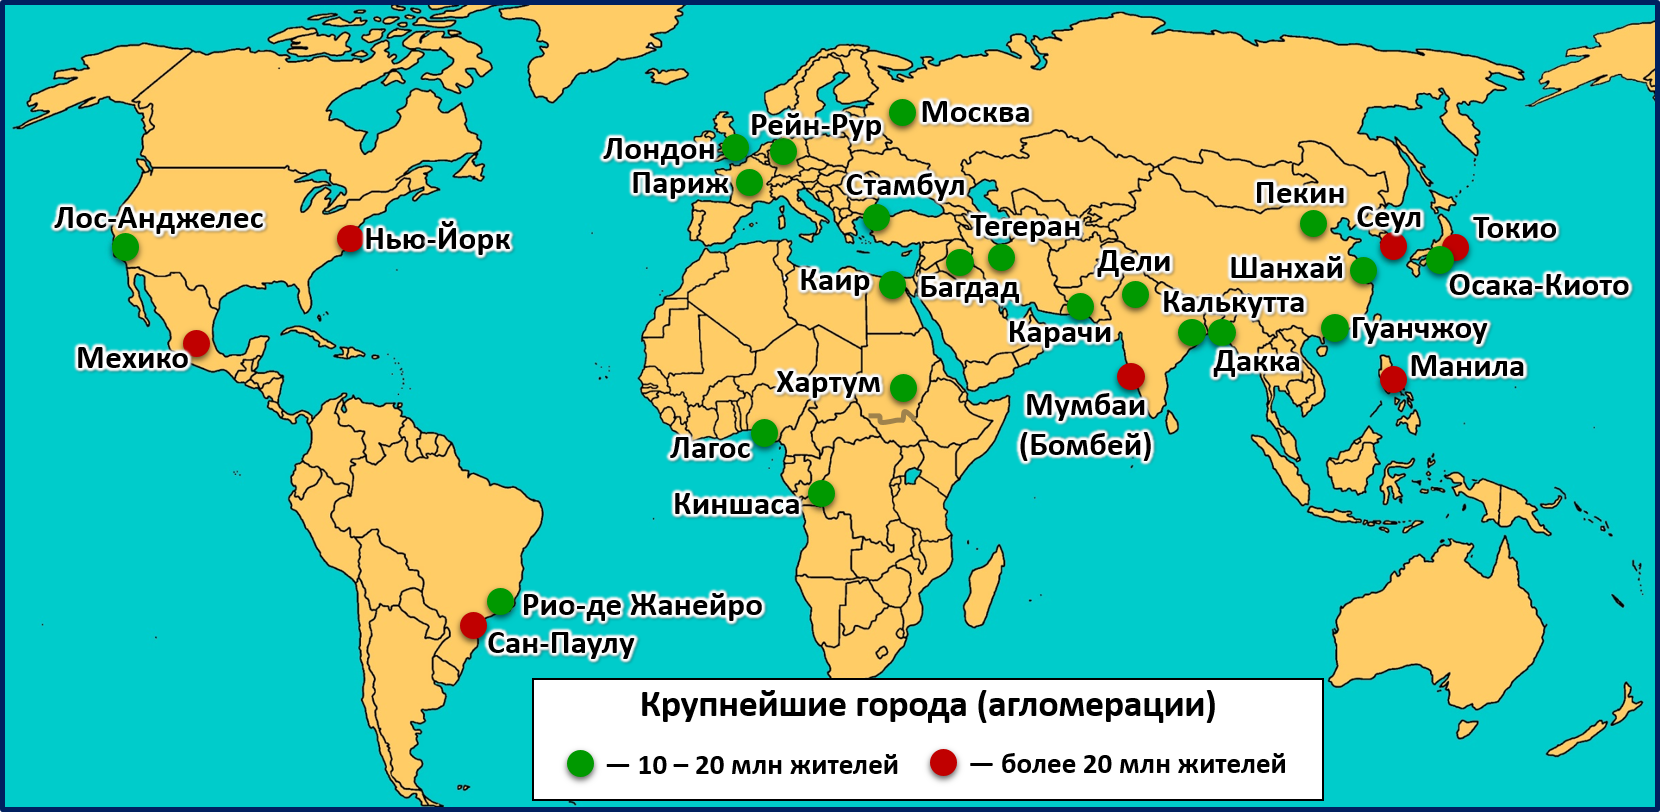 Москва
Рейн-Рур
Лондон
Париж
Стамбул
Пекин
Сеул
Токио
Лос-Анджелес
Нью-Йорк
Тегеран
Дели
Шанхай
Осака-Киото
Каир
Багдад
Калькутта
Карачи
Гуанчжоу
Дакка
Манила
Мехико
Хартум
Мумбаи
(Бомбей)
Лагос
Киншаса
Рио-де Жанейро
Сан-Паулу
Крупнейшие города (агломерации)
— 10 – 20 млн жителей
— более 20 млн жителей